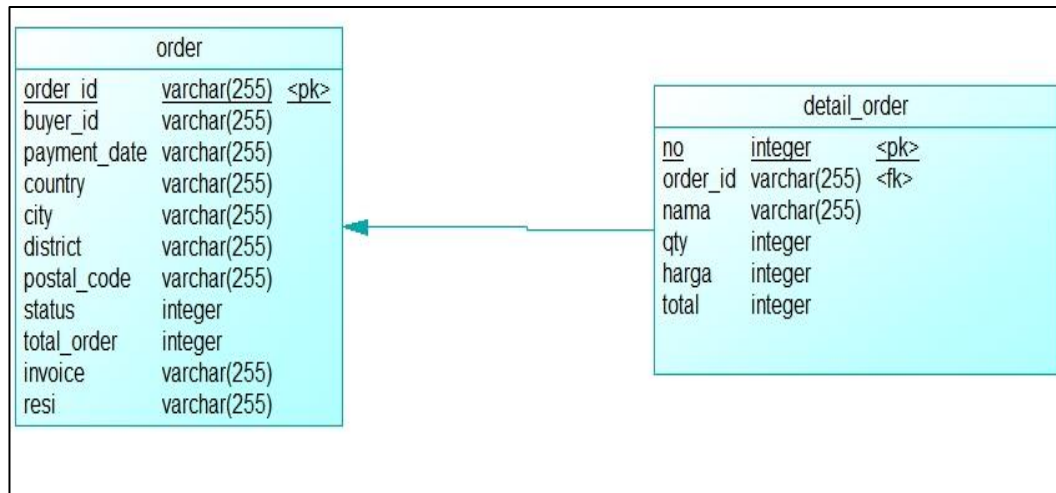 order
order_id varchar(255) <pk>
buyer_id varchar(255)
payment_date varchar(255)
country varchar(255)
city varchar(255)
district varchar(255)
postal_code varchar(255)
status integer
total_order integer
invoice varchar(255)
resi varchar(255)
detail_order
no integer <pk>
order_id varchar(255) <fk>
nama varchar(255)
qty integer
harga integer
total integer